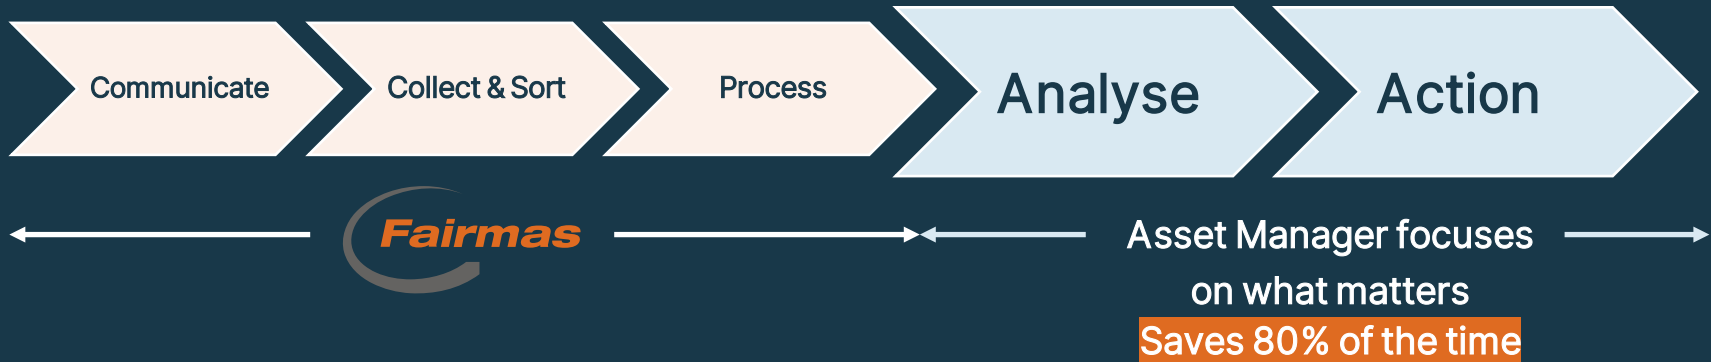 Communicate
Collect & Sort
Process
Analyse
Action
Fairmas
Asset Manager focuses
on what matters
Saves 80% of the time